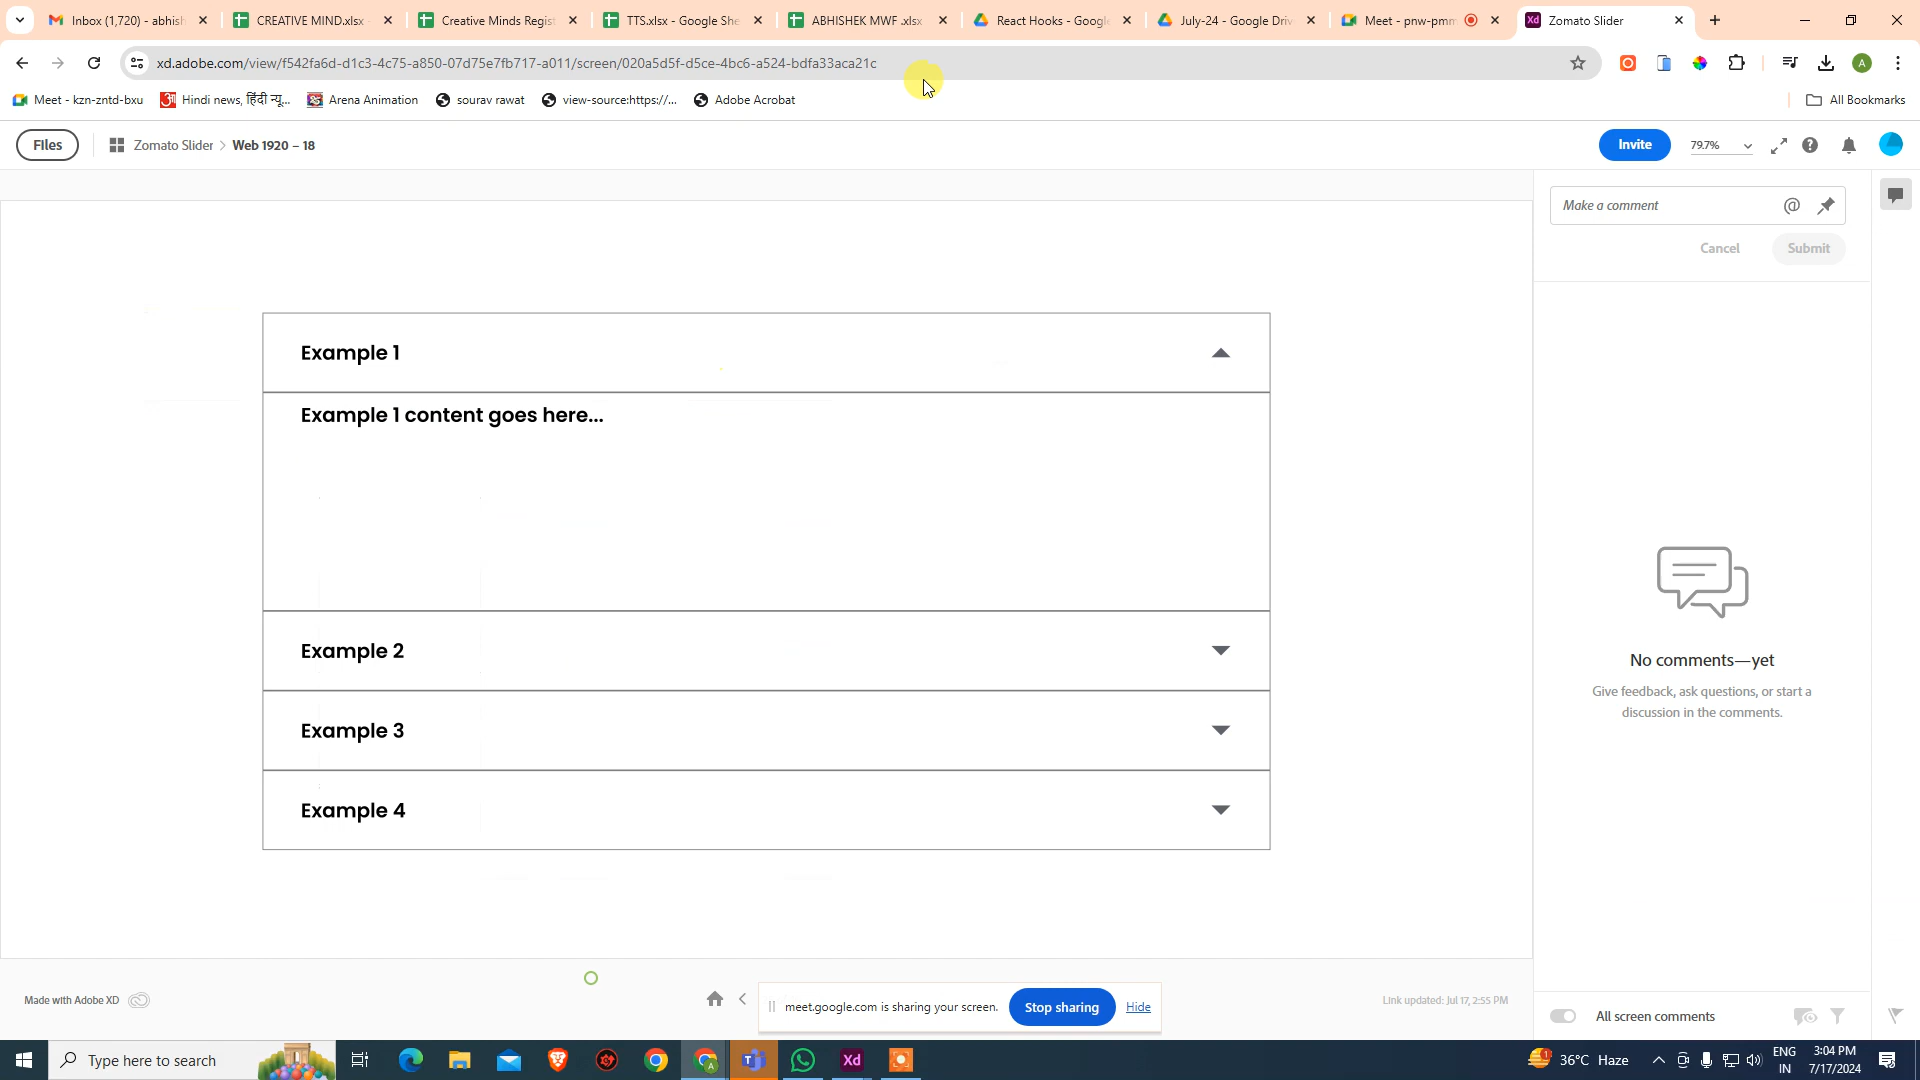 Inbox (1,720) - abhish
CREATIVE MIND.xlsx
Creative Minds Regist
TTS.xlsx - Google She
ABHISHEK MWF .xlsx
React Hooks - Google
July-24 - Google Driv
Meet - pnw-pmm
Xd Zomato Slider
xd.adobe.com/view/f542fa6d-d1c3-4c75-a850-07d75e7fb717-a011/screen/020a5d5f-d5ce-4bc6-a524-bdfa33aca21c
A
Meet - kzn-zntd-bxu
Hindi news, हिंदी न्यू...
Arena Animation
sourav rawat
view-source:https://...
Adobe Acrobat
All Bookmarks
Files
Zomato Slider > Web 1920 – 18
Invite
79.7%
Make a comment
Cancel
Submit
Example 1
Example 1 content goes here...
Example 2
Example 3
Example 4
No comments—yet
Give feedback, ask questions, or start a
discussion in the comments.
Made with Adobe XD
meet.google.com is sharing your screen.
Stop sharing
Hide
Link updated: Jul 17, 2:55 PM
All screen comments
Type here to search
Xd
36°C Haze
ENG
IN
3:04 PM
7/17/2024